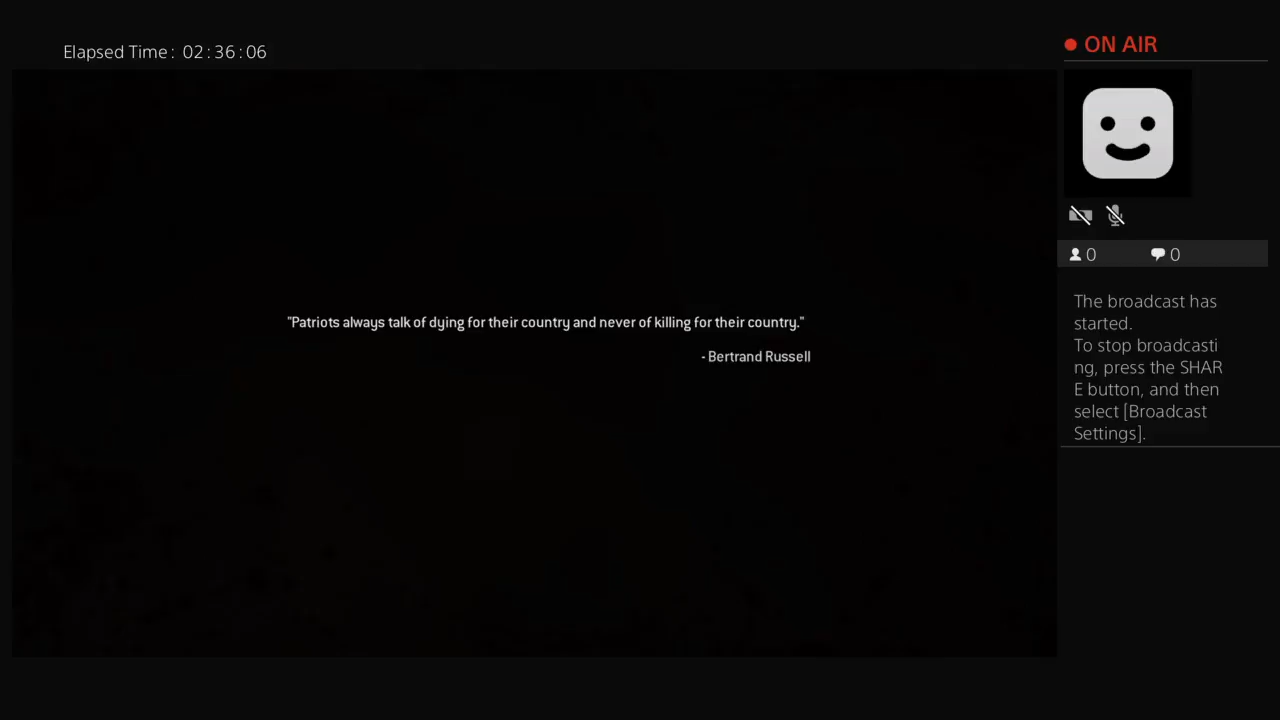 Elapsed Time: 02:36:06
ON AIR
0 0
"Patriots always talk of dying for their country and never of killing for their country."
- Bertrand Russell
The broadcast has
started.
To stop broadcasti
ng, press the SHAR
E button, and then
select [Broadcast
Settings].